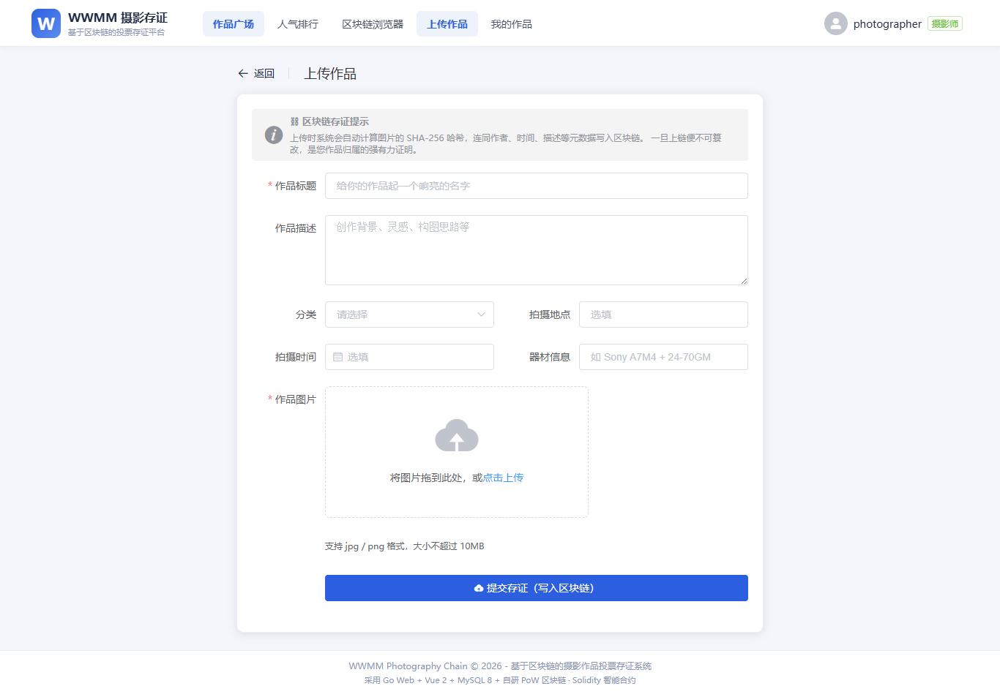 W
WWMM 摄影存证
基于区块链的投票存证平台
作品广场
人气排行
区块链浏览器
上传作品
我的作品
photographer
摄影师
返回
上传作品
⛓ 区块链存证提示
上传时系统会自动计算图片的 SHA-256 哈希，连同作者、时间、描述等元数据写入区块链。 一旦上链便不可篡
改，是您作品归属的强有力证明。
* 作品标题
给你的作品起一个响亮的名字
作品描述
创作背景、灵感、构图思路等
分类
请选择
拍摄地点
选填
拍摄时间
选填
器材信息
如 Sony A7M4 + 24-70GM
* 作品图片
将图片拖到此处，或点击上传
支持 jpg / png 格式，大小不超过 10MB
提交存证（写入区块链）
WWMM Photography Chain © 2026 - 基于区块链的摄影作品投票存证系统
采用 Go Web + Vue 2 + MySQL 8 + 自研 PoW 区块链 · Solidity 智能合约